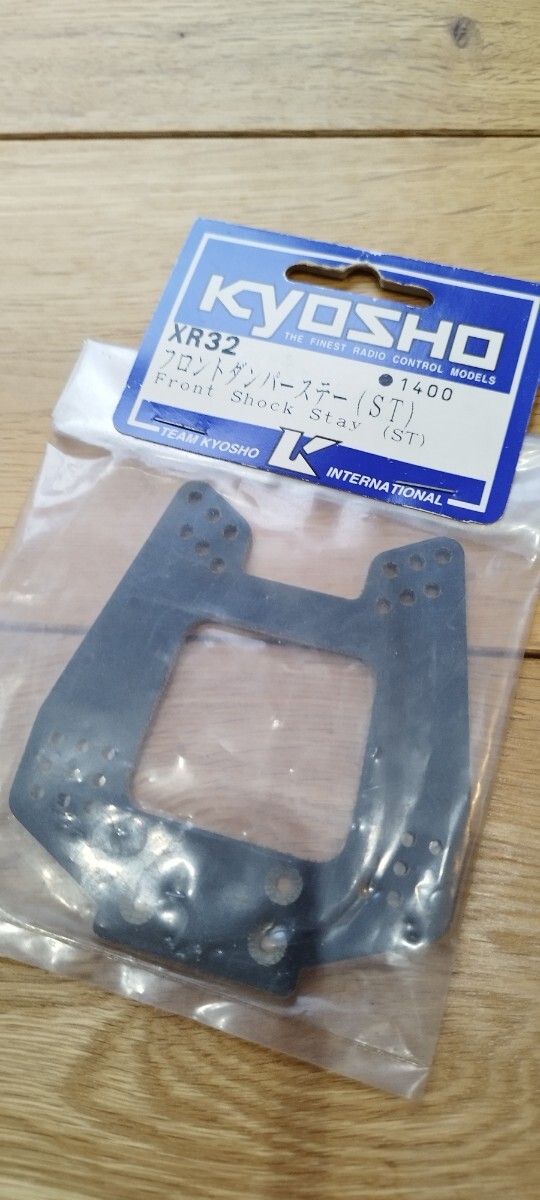 KYOSHO
THE FINEST RADIO CONTROL MODELS
XR32
フロントダンパーステー(ST)
●1400
Front Shock Stay (ST)
TEAM KYOSHO K INTERNATIONAL